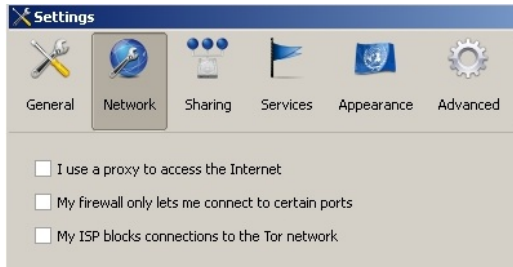 Settings
General Network Sharing Services Appearance Advanced
I use a proxy to access the Internet
My firewall only lets me connect to certain ports
My ISP blocks connections to the Tor network